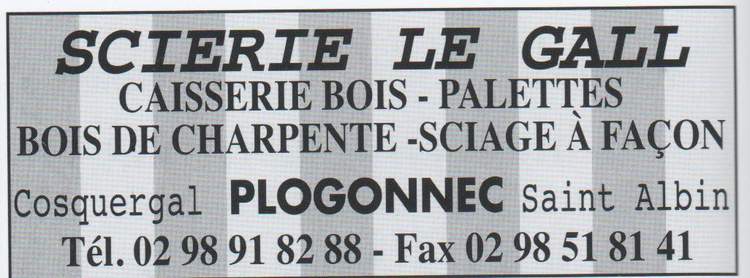 SCIERIE LE GALL
CAISSERIE BOIS - PALETTES
BOIS DE CHARPENTE -SCIAGE À FAÇON
Cosquergal PLOGONNEC Saint Albin
Tél. 02 98 91 82 88 - Fax 02 98 51 81 41